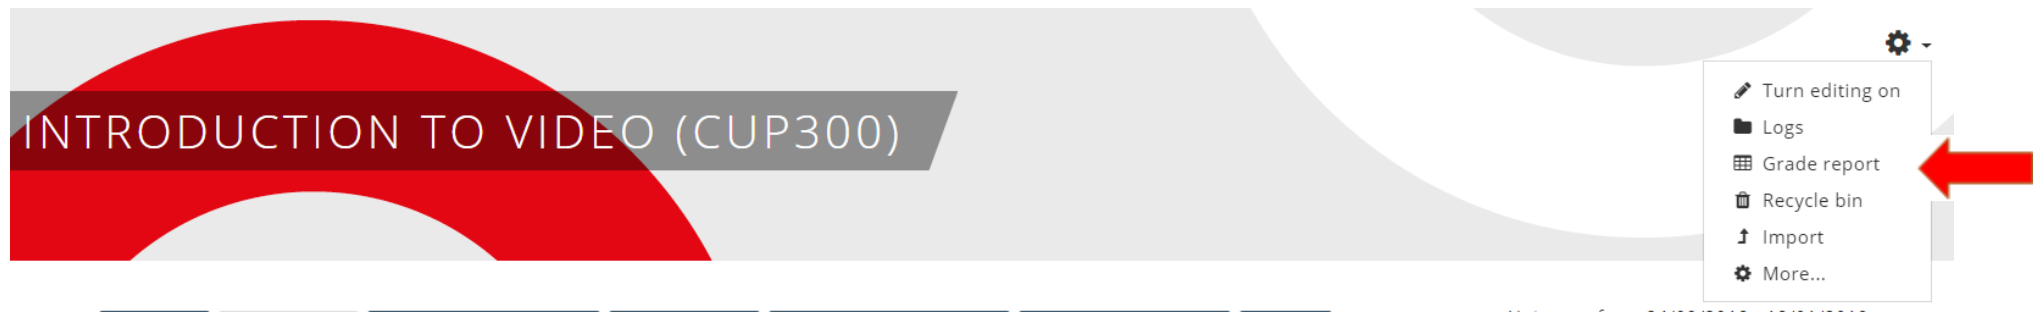 INTRODUCTION TO VIDEO (CUP300)
Turn editing on
Logs
Grade report
Recycle bin
Import
More...